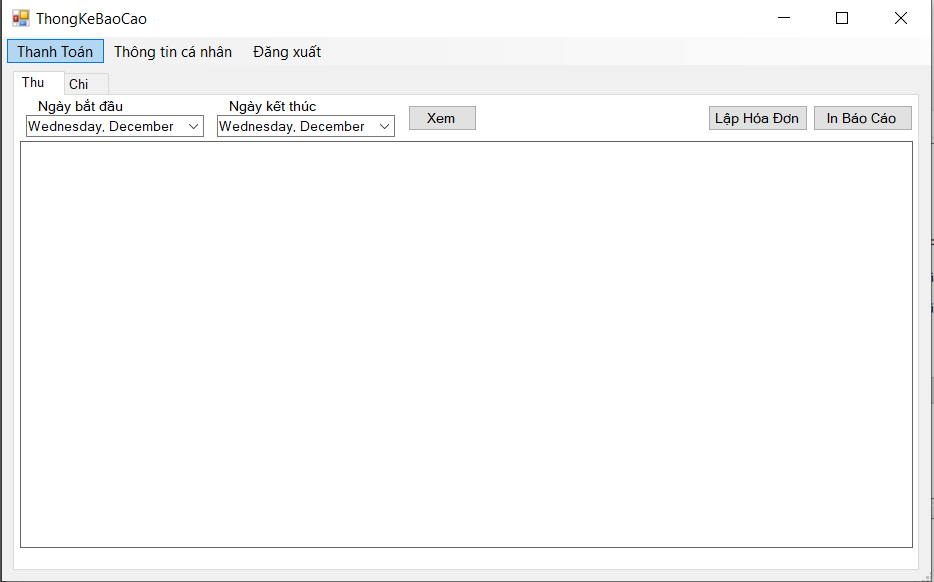 ThongKeBaoCao
Thanh Toán Thông tin cá nhân Đăng xuất
Thu Chi
Ngày bắt đầu Ngày kết thúc
Wednesday, December Wednesday, December Xem Lập Hóa Đơn In Báo Cáo